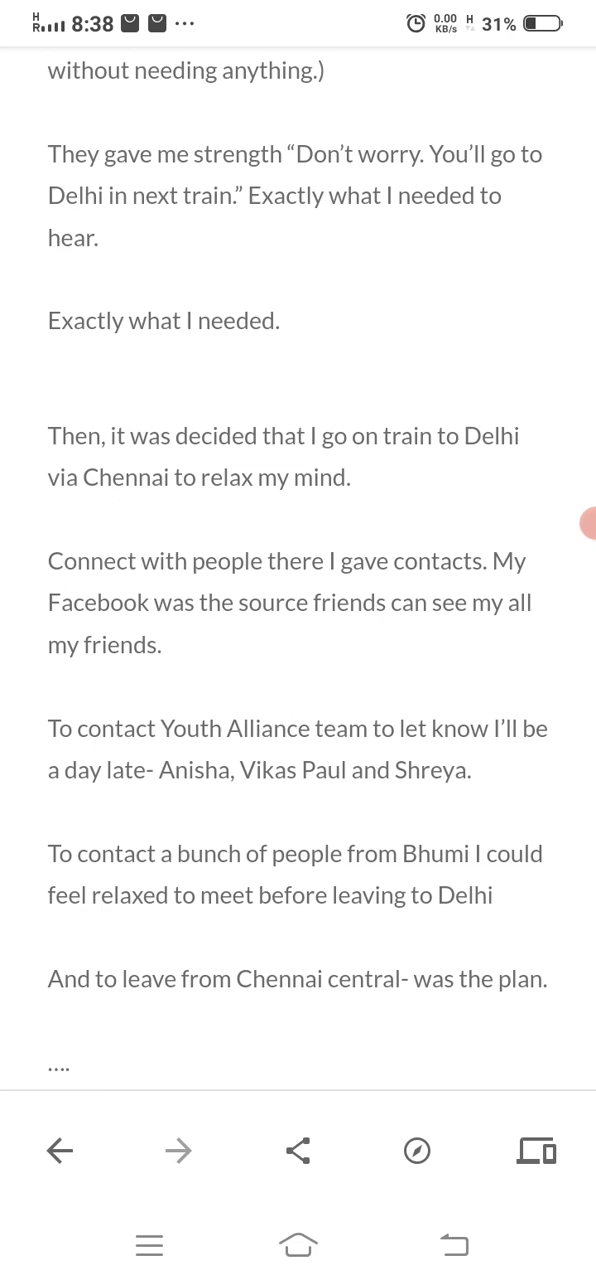 HR 8:38 ... 0.00 KB/s H 31%
without needing anything.)
They gave me strength “Don’t worry. You’ll go to
Delhi in next train.” Exactly what I needed to
hear.
Exactly what I needed.
Then, it was decided that I go on train to Delhi
via Chennai to relax my mind.
Connect with people there I gave contacts. My
Facebook was the source friends can see my all
my friends.
To contact Youth Alliance team to let know I’ll be
a day late- Anisha, Vikas Paul and Shreya.
To contact a bunch of people from Bhumi I could
feel relaxed to meet before leaving to Delhi
And to leave from Chennai central- was the plan.
....